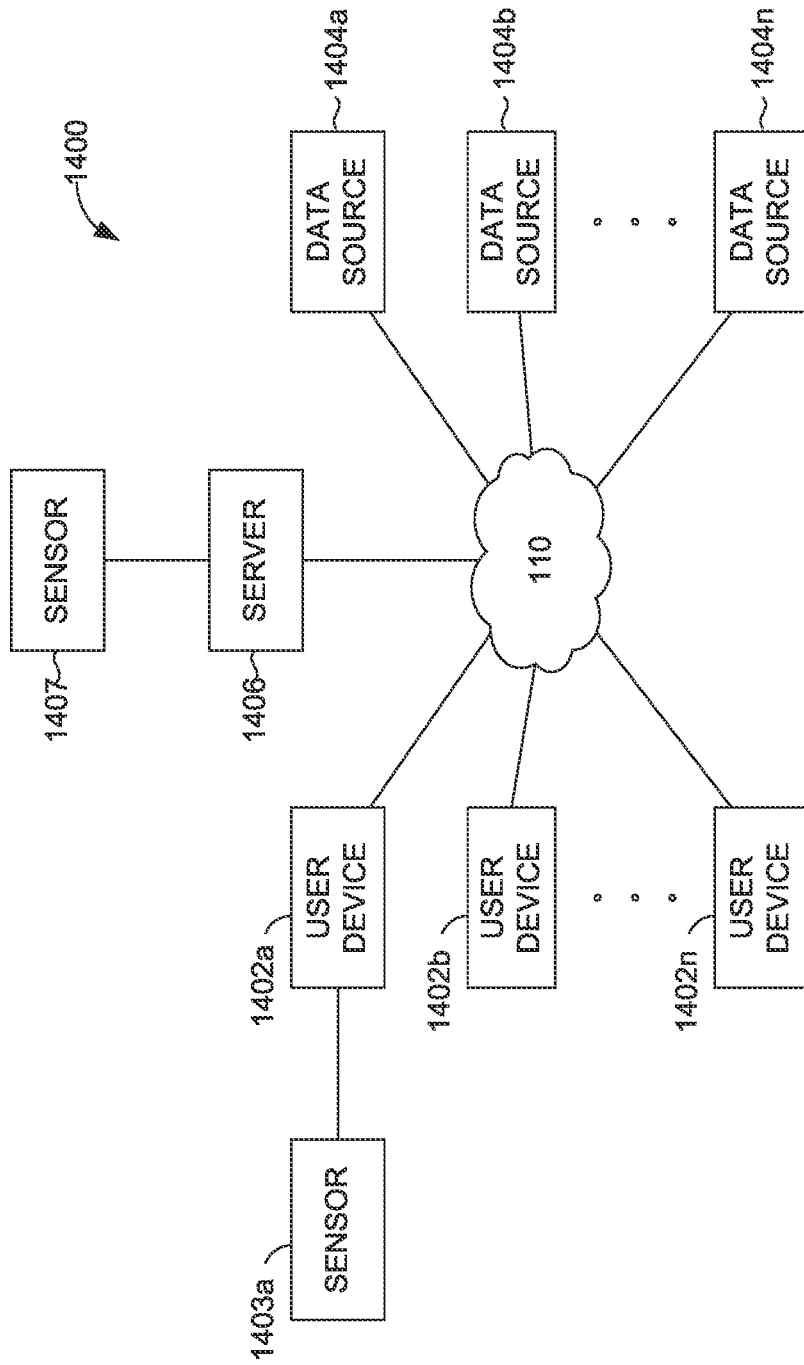 1400
SENSOR
1407
SERVER
1406
1403a
SENSOR
1402a
USER
DEVICE
1402b
USER
DEVICE
1402n
USER
DEVICE
110
DATA
SOURCE
1404a
DATA
SOURCE
1404b
DATA
SOURCE
1404n